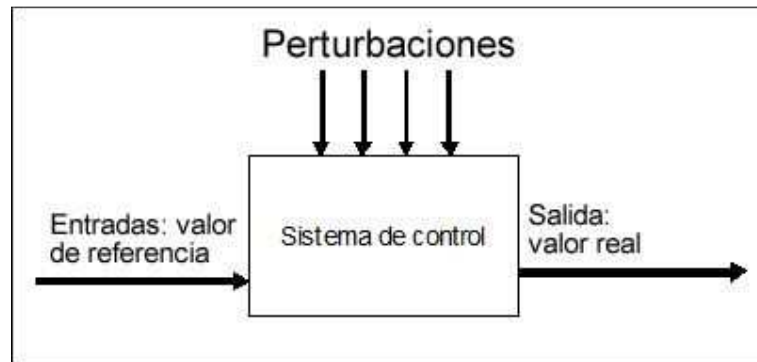 Perturbaciones
Entradas: valor
de referencia
Sistema de control
Salida:
valor real